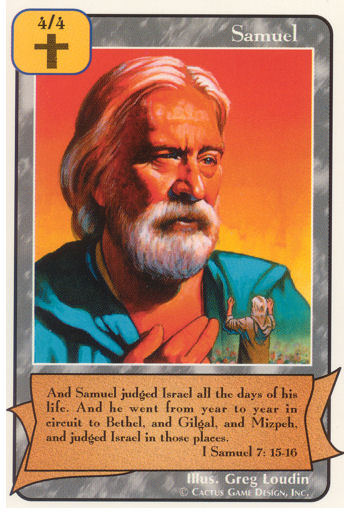 4/4
Samuel
And Samuel judged Israel all the days of his
life. And he went from year to year in
circuit to Bethel, and Gilgal, and Mizpeh,
and judged Israel in those places.
I Samuel 7: 15-16
Illus. Greg Loudin
© Cactus Game Design, Inc.